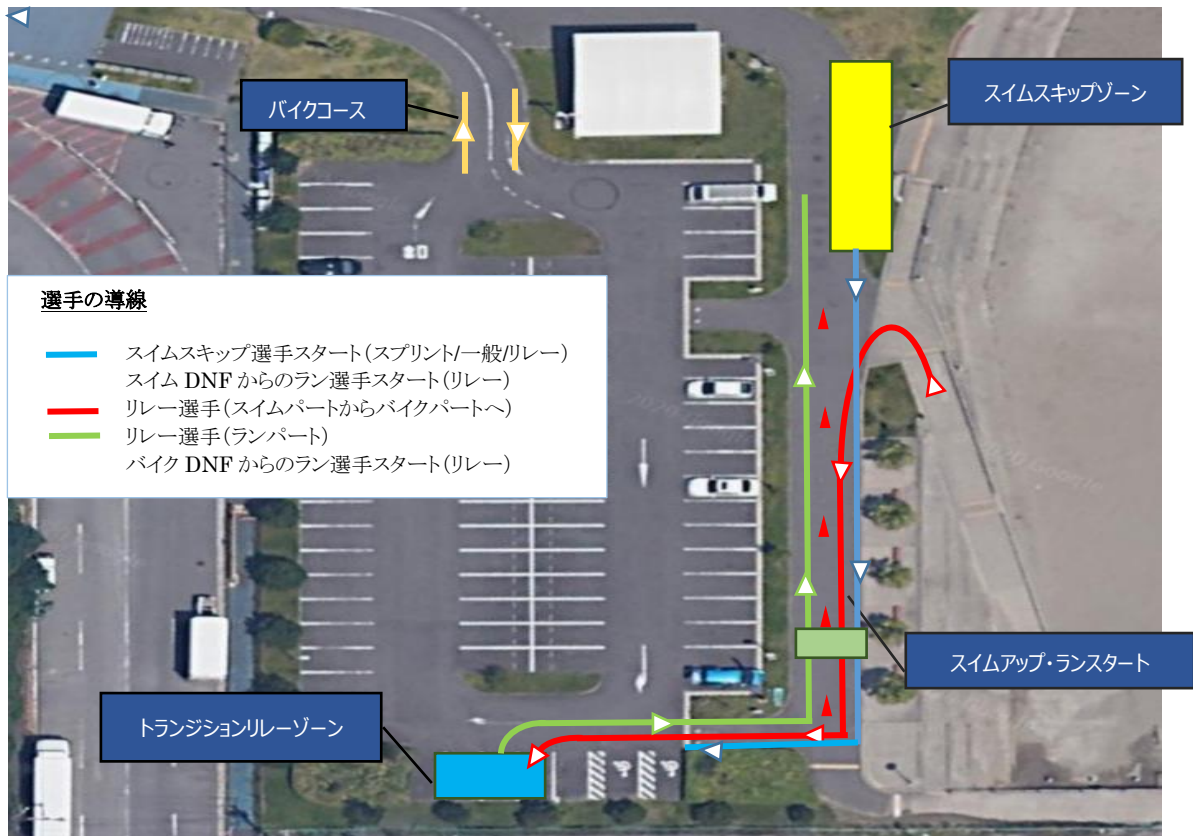 バイクコース
スイムスキップゾーン
選手の導線
スイムスキップ選手スタート(スプリント/一般/リレー)
スイム DNF からのラン選手スタート(リレー)
リレー選手(スイムパートからバイクパートへ)
リレー選手(ランパート)
バイク DNF からのラン選手スタート(リレー)
スイムアップ・ランスタート
トランジションリレーゾーン